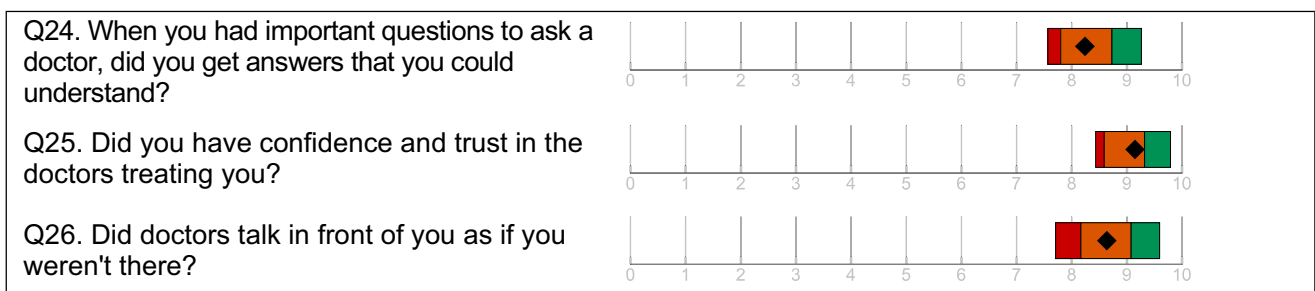 Q24. When you had important questions to ask a
doctor, did you get answers that you could
understand?
0 1 2 3 4 5 6 7 8 9 10
Q25. Did you have confidence and trust in the
doctors treating you?
0 1 2 3 4 5 6 7 8 9 10
Q26. Did doctors talk in front of you as if you
weren't there?
0 1 2 3 4 5 6 7 8 9 10